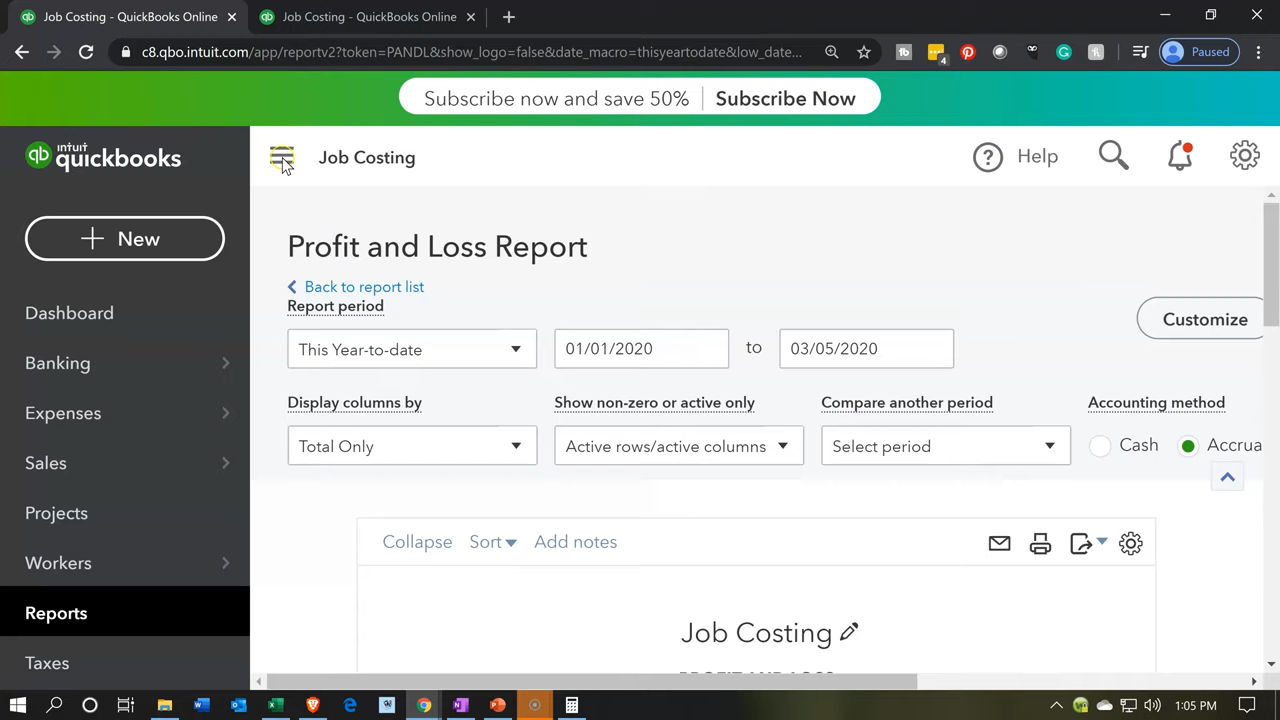 Job Costing - QuickBooks Online
Job Costing - QuickBooks Online
c8.qbo.intuit.com/app/reportv2?token=PANDL&show_logo=false&date_macro=thisyeartodate&low_date...
4
Paused
Subscribe now and save 50%
Subscribe Now
qb
intuit
quickbooks
Job Costing
Help
New
Profit and Loss Report
Back to report list
Dashboard
Report period
Customize
This Year-to-date
01/01/2020
to
03/05/2020
Banking
Display columns by
Show non-zero or active only
Compare another period
Accounting method
Expenses
Total Only
Active rows/active columns
Select period
Cash
Accrua
Sales
Projects
Collapse
Sort
Add notes
Workers
Reports
Job Costing
Taxes
1:05 PM